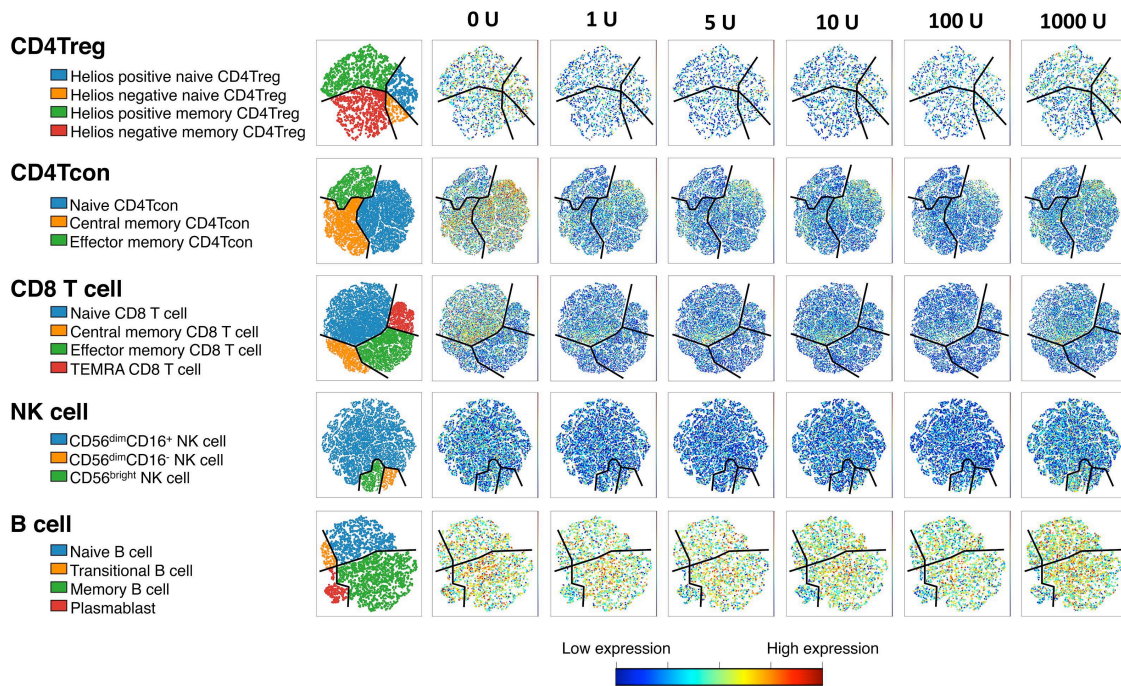 0 U 1 U 5 U 10 U 100 U 1000 U
CD4Treg
Helios positive naive CD4Treg
Helios negative naive CD4Treg
Helios positive memory CD4Treg
Helios negative memory CD4Treg
CD4Tcon
Naive CD4Tcon
Central memory CD4Tcon
Effector memory CD4Tcon
CD8 T cell
Naive CD8 T cell
Central memory CD8 T cell
Effector memory CD8 T cell
TEMRA CD8 T cell
NK cell
CD56dimCD16+ NK cell
CD56dimCD16- NK cell
CD56bright NK cell
B cell
Naive B cell
Transitional B cell
Memory B cell
Plasmablast
Low expression High expression